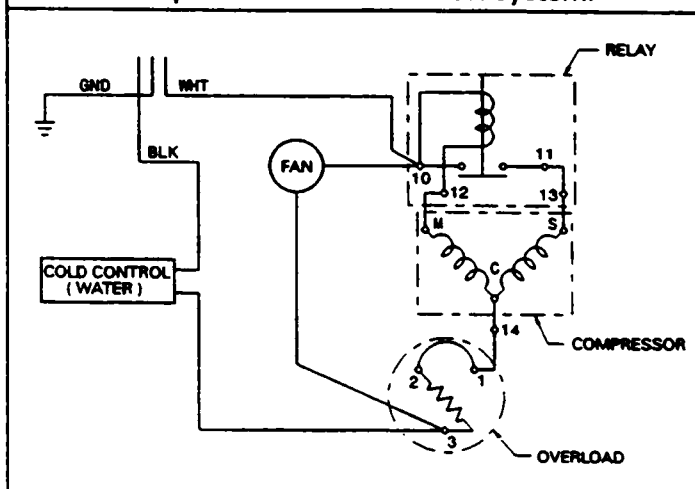 RELAY
GND
WHT
BLK
FAN
10
11
12
13
M
S
C
COLD CONTROL
( WATER )
14
COMPRESSOR
2
1
3
OVERLOAD